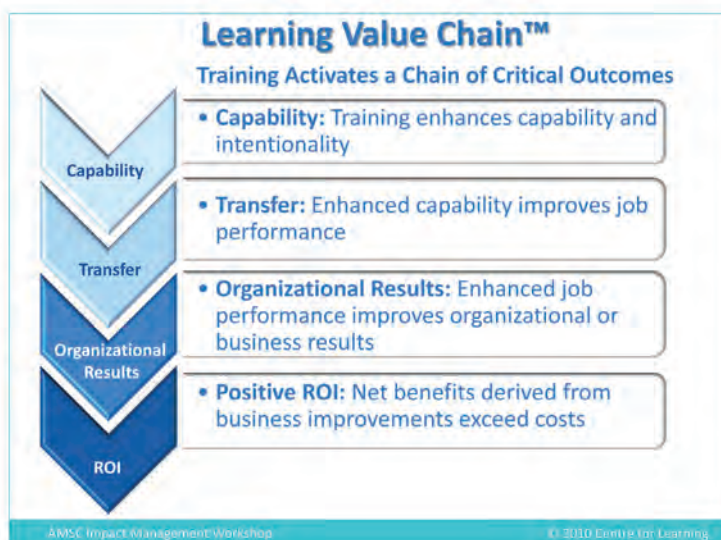 Learning Value Chain™
Training Activates a Chain of Critical Outcomes
Capability
• Capability: Training enhances capability and
intentionality
Transfer
• Transfer: Enhanced capability improves job
performance
Organizational
Results
• Organizational Results: Enhanced job
performance improves organizational or
business results
ROI
• Positive ROI: Net benefits derived from
business improvements exceed costs
AMSC Impact Management Workshop
© 2010 Centre for Learning